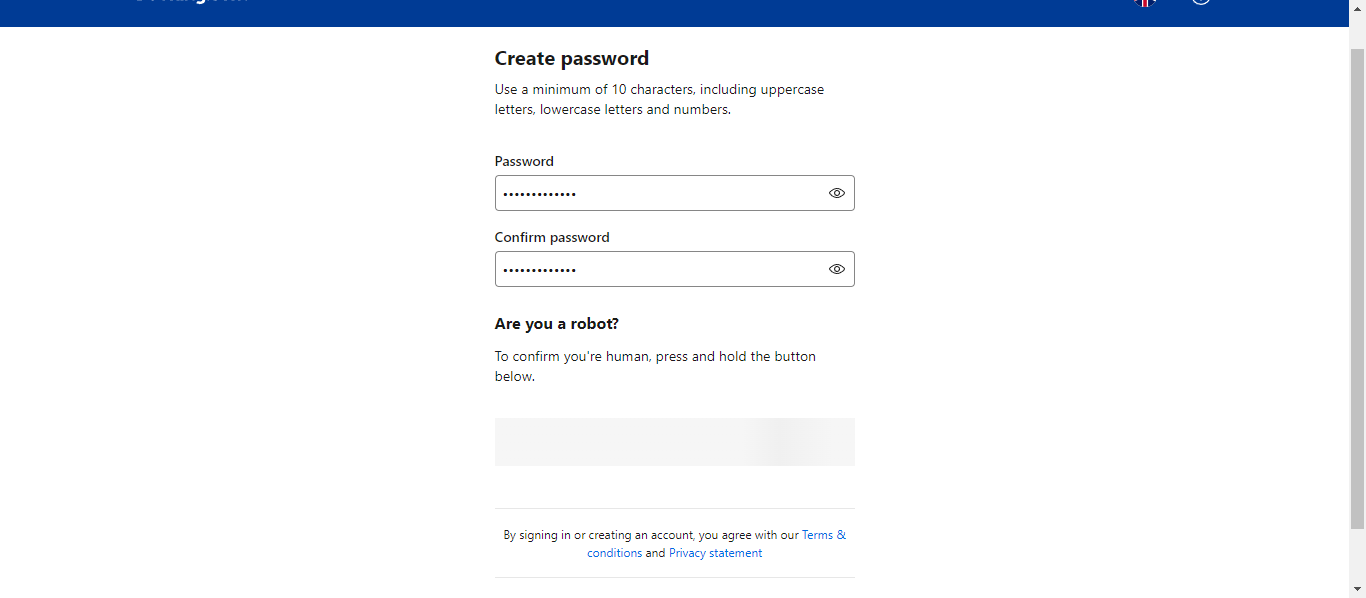 Create password
Use a minimum of 10 characters, including uppercase
letters, lowercase letters and numbers.
Password
•••••••••••••
Confirm password
•••••••••••••
Are you a robot?
To confirm you're human, press and hold the button
below.
By signing in or creating an account, you agree with our Terms &
conditions and Privacy statement